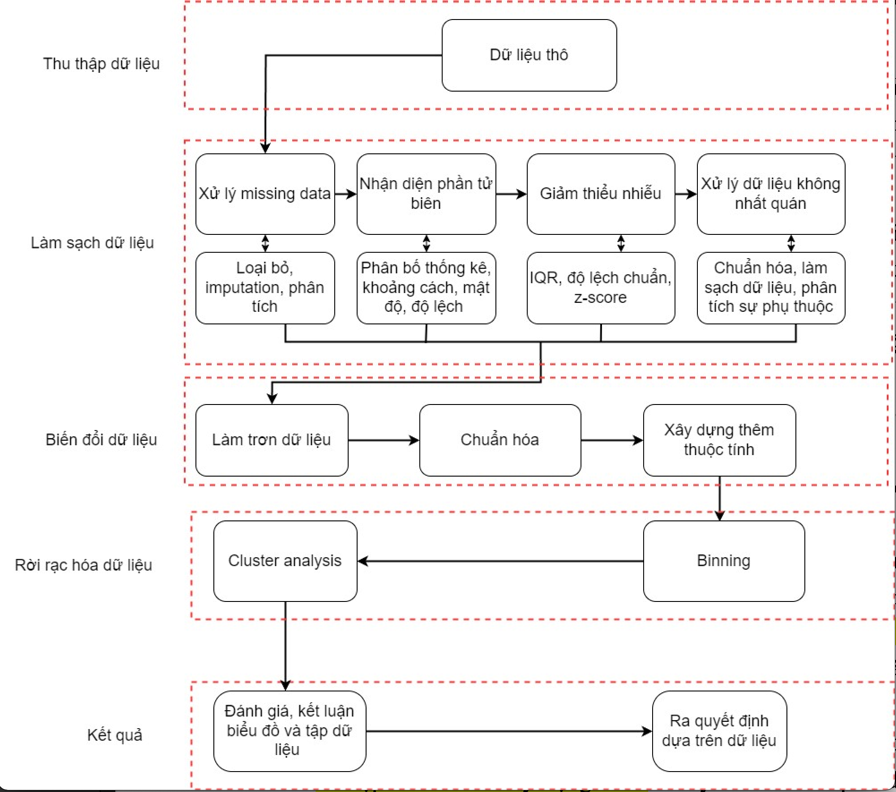 Thu thập dữ liệu
Dữ liệu thô
Làm sạch dữ liệu
Xử lý missing data
Nhận diện phần tử
biên
Giảm thiểu nhiễu
Xử lý dữ liệu không
nhất quán
Loại bỏ,
imputation, phân
tích
Phân bố thống kê,
khoảng cách, mật
độ, độ lệch
IQR, độ lệch chuẩn,
z-score
Chuẩn hóa, làm
sạch dữ liệu, phân
tích sự phụ thuộc
Biến đổi dữ liệu
Làm trơn dữ liệu
Chuẩn hóa
Xây dựng thêm
thuộc tính
Rời rạc hóa dữ liệu
Cluster analysis
Binning
Kết quả
Đánh giá, kết luận
biểu đồ và tập dữ
liệu
Ra quyết định
dựa trên dữ liệu